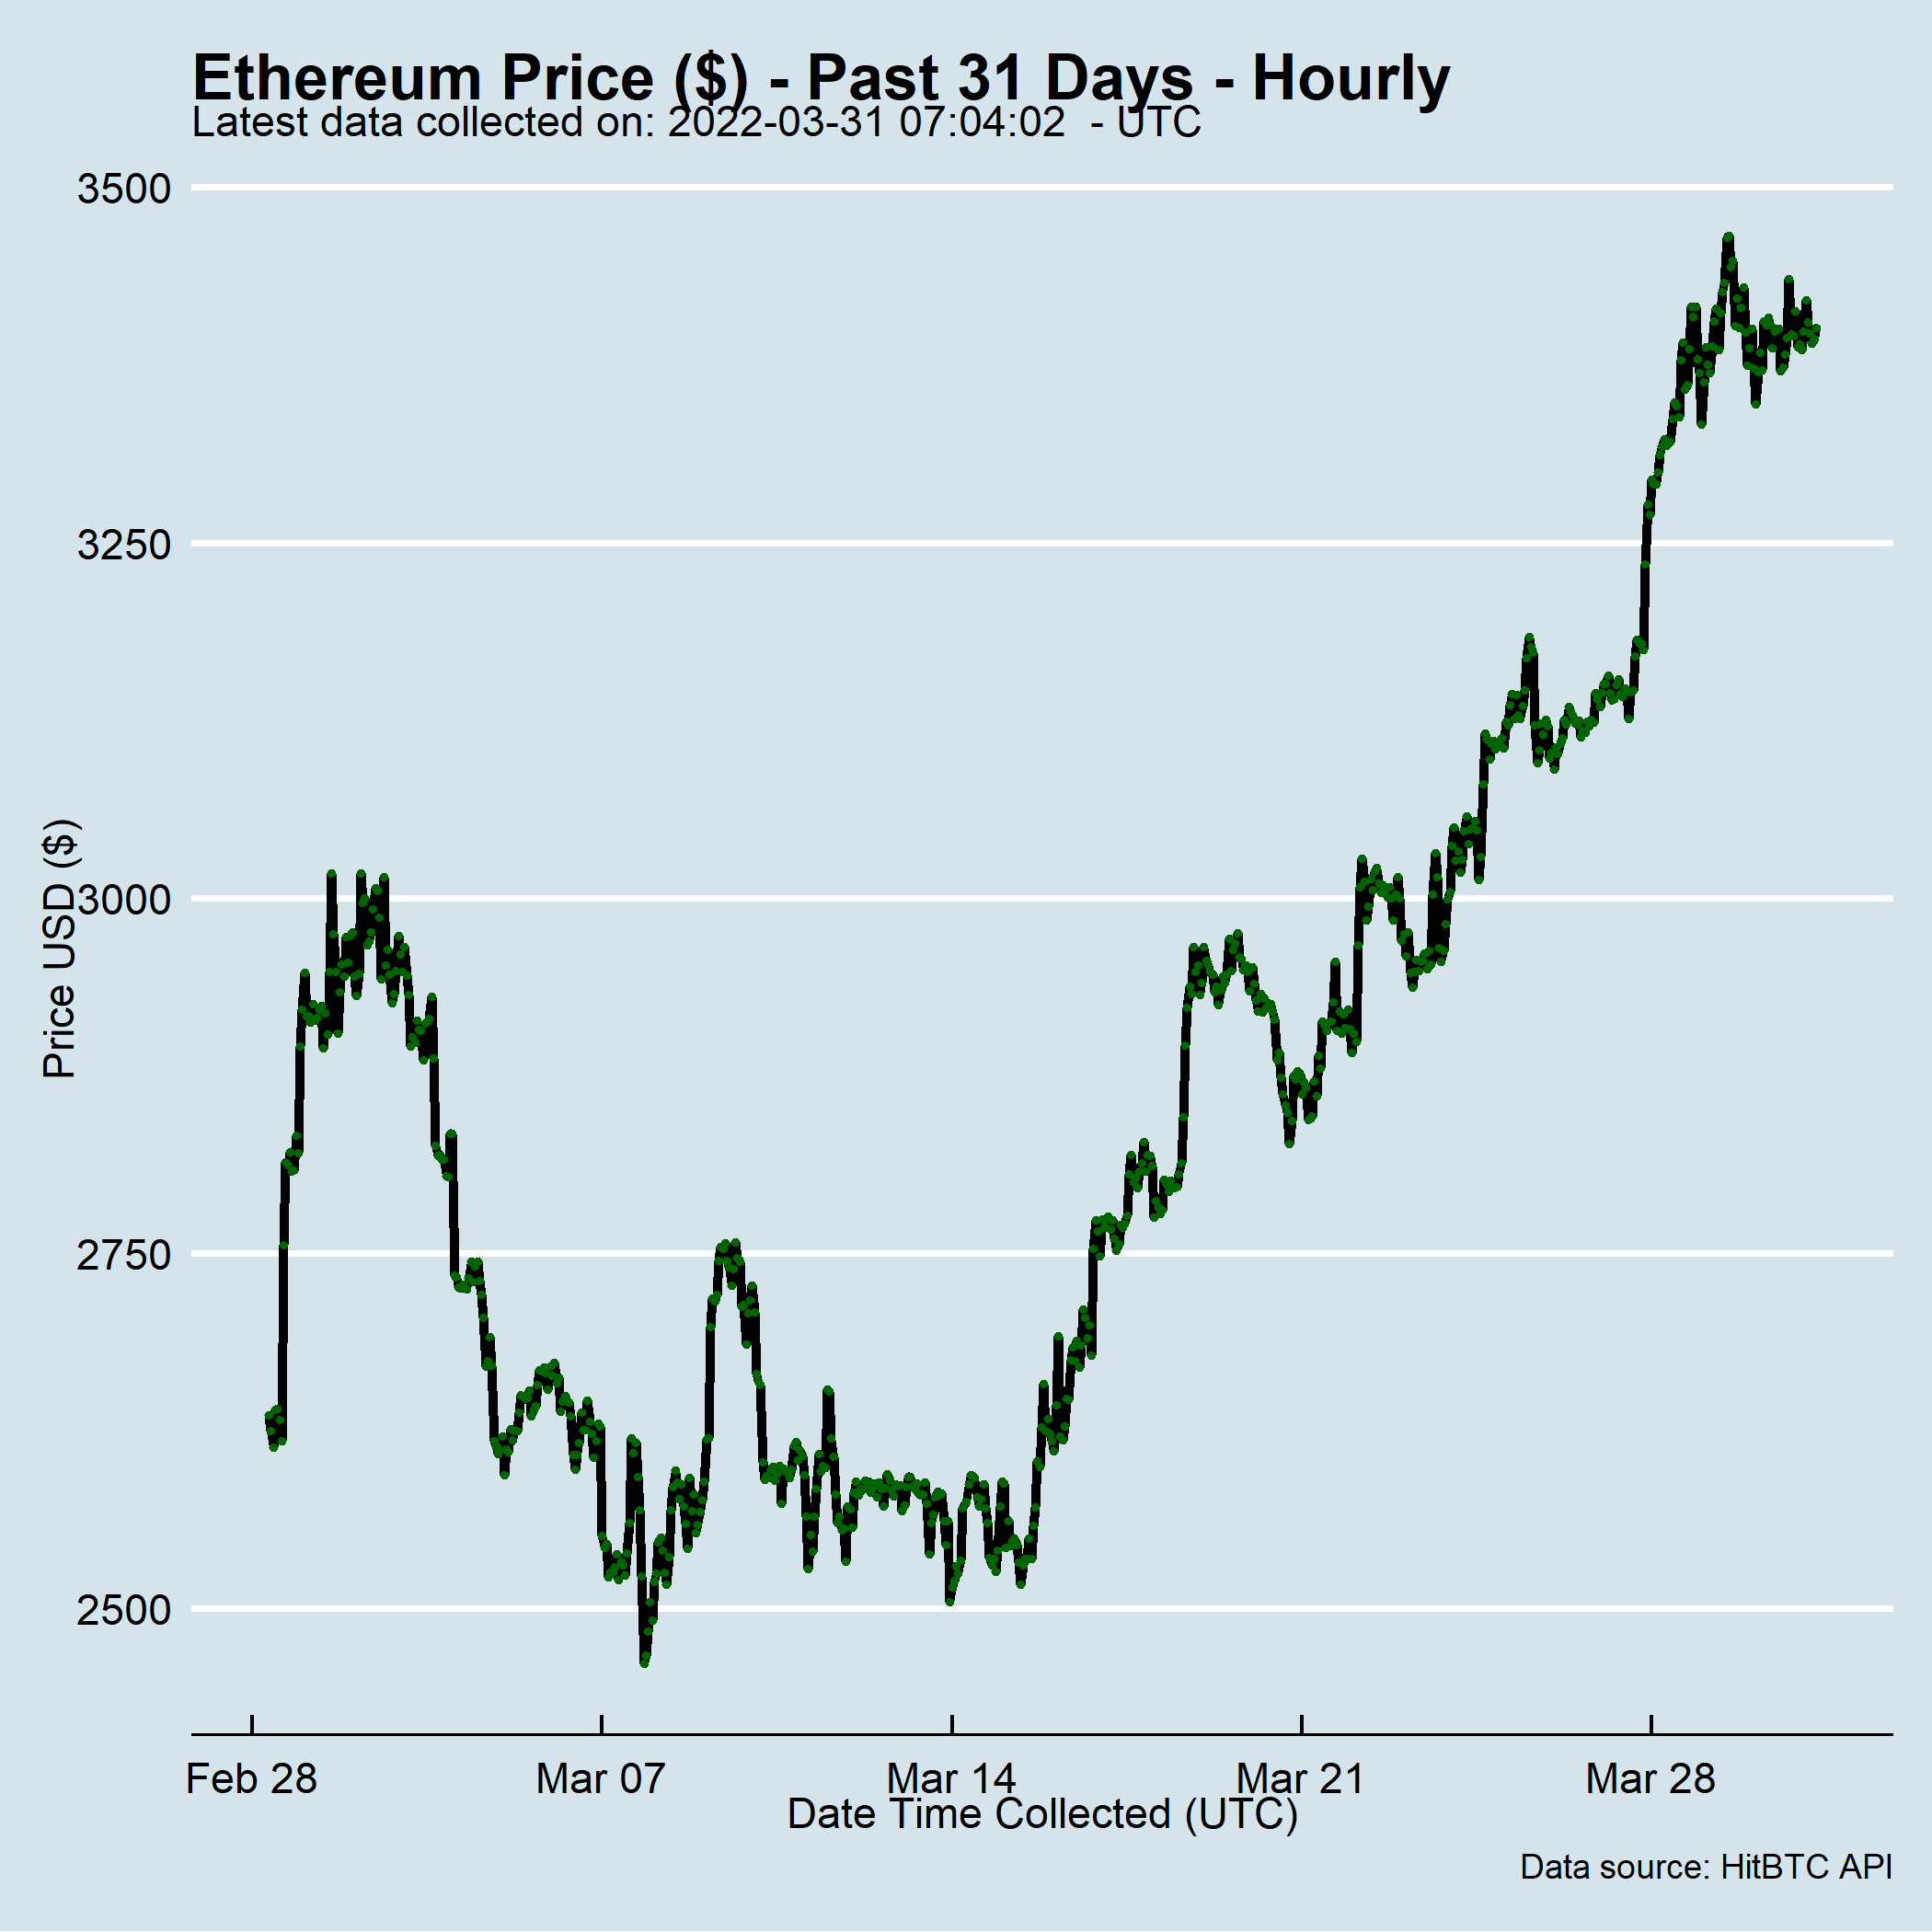 Ethereum Price ($) - Past 31 Days - Hourly
Latest data collected on: 2022-03-31 07:04:02  - UTC
3500
3250
3000
2750
2500
Price USD ($)
Feb 28
Mar 07
Mar 14
Mar 21
Mar 28
Date Time Collected (UTC)
Data source: HitBTC API